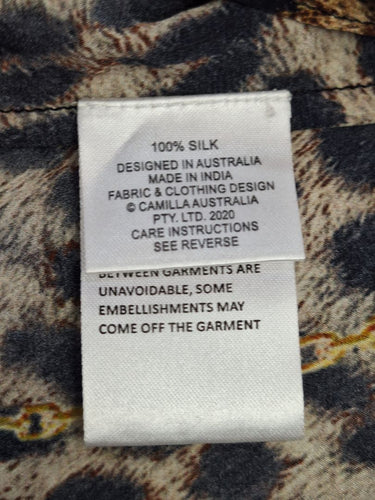 100% SILK
DESIGNED IN AUSTRALIA
MADE IN INDIA
FABRIC & CLOTHING DESIGN
© CAMILLA AUSTRALIA
PTY. LTD. 2020
CARE INSTRUCTIONS
SEE REVERSE
BETWEEN GARMENTS ARE
UNAVOIDABLE, SOME
EMBELLISHMENTS MAY
COME OFF THE GARMENT